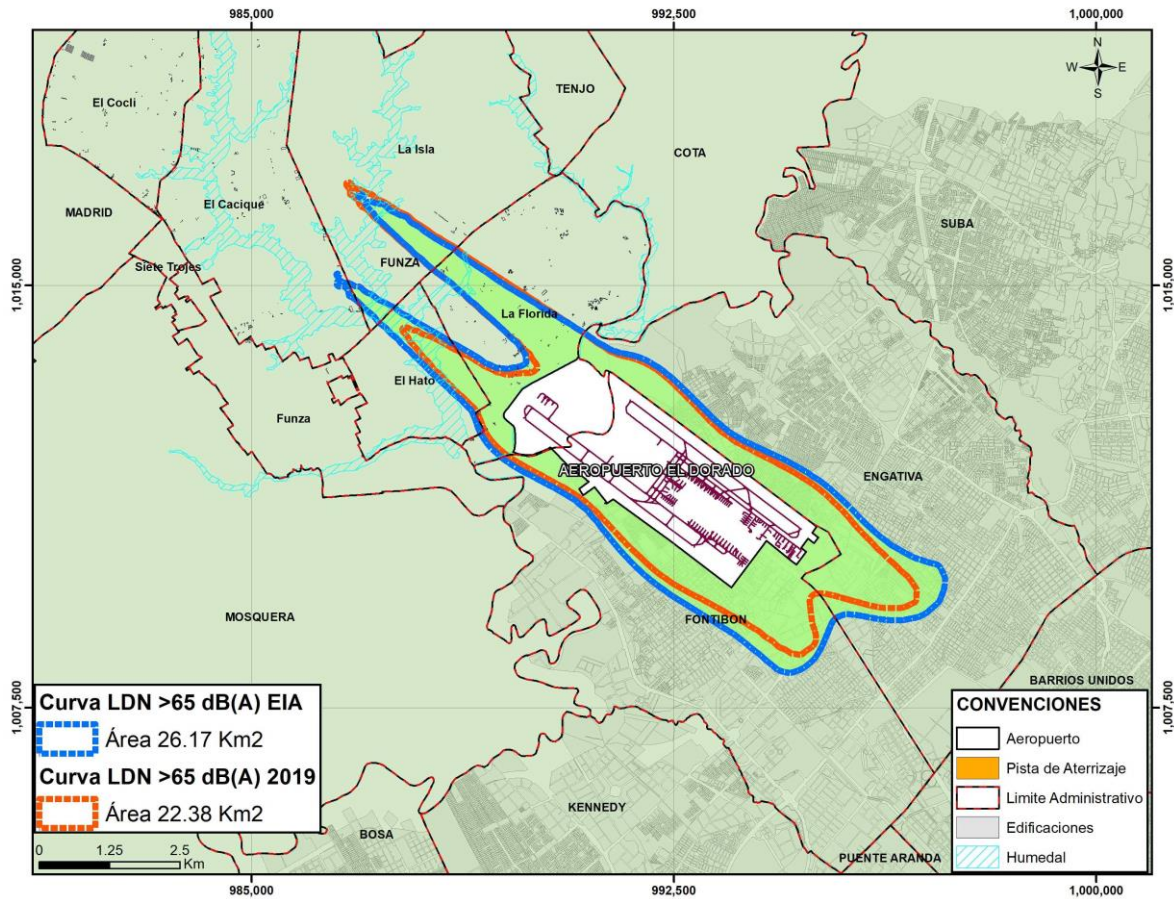 985,000
992,500
1,000,000
N
W
E
S
El Cocli
TENJO
La Isla
COTA
MADRID
El Cacique
SUBA
Siete Trojes
FUNZA
1,015,000
1,015,000
La Florida
El Hato
Funza
AEROPUERTO EL DORADO
ENGATIVA
MOSQUERA
FONTIBON
BARRIOS UNIDOS
1,007,500
1,007,500
Curva LDN >65 dB(A) EIA
Área 26.17 Km2
Curva LDN >65 dB(A) 2019
Área 22.38 Km2
CONVENCIONES
Aeropuerto
Pista de Aterrizaje
Limite Administrativo
Edificaciones
Humedal
KENNEDY
BOSA
PUENTE ARANDA
0 1.25 2.5
Km
985,000
992,500
1,000,000